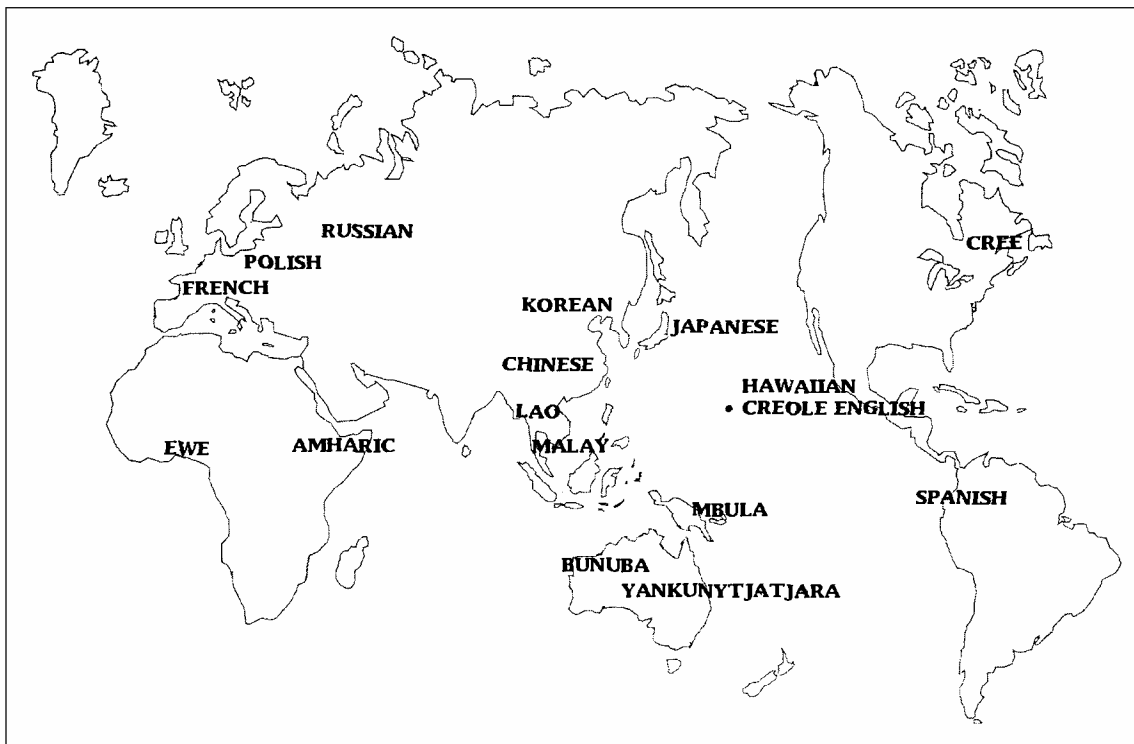 RUSSIAN
CREE
POLISH
FRENCH
KOREAN
JAPANESE
CHINESE
HAWAIIAN
CREOLE ENGLISH
LAO
EWE
AMHARIC
MALAY
SPANISH
MBULA
BUNUBA
YANKUNYTJATJARA